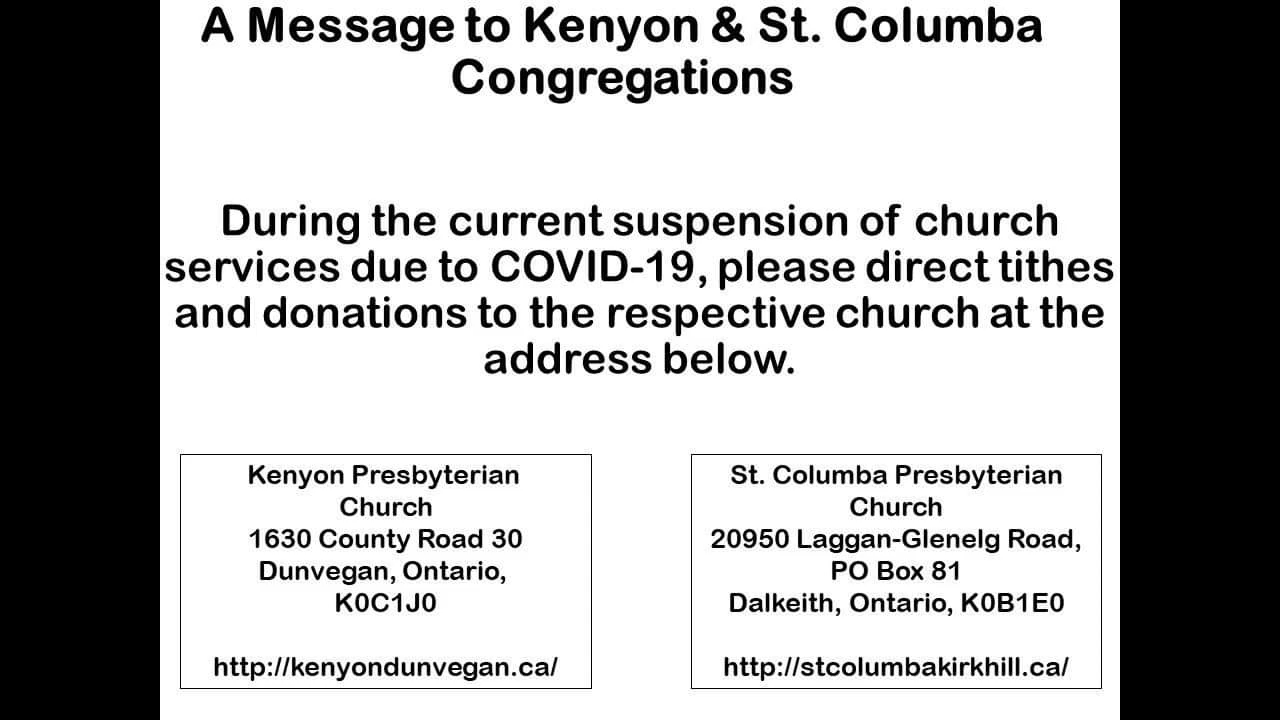 A Message to Kenyon & St. Columba
Congregations
During the current suspension of church
services due to COVID-19, please direct tithes
and donations to the respective church at the
address below.
Kenyon Presbyterian
Church
1630 County Road 30
Dunvegan, Ontario,
K0C1J0
http://kenyondunvegan.ca/
St. Columba Presbyterian
Church
20950 Laggan-Glenelg Road,
PO Box 81
Dalkeith, Ontario, K0B1E0
http://stcolumbakirkhill.ca/